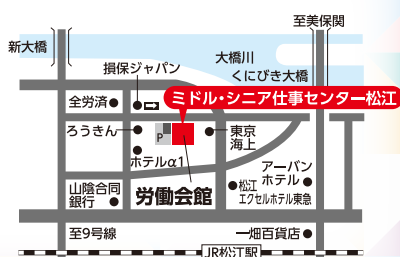 至美保関
新大橋
大橋川
くにびき大橋
損保ジャパン
全労済
ミドル・シニア仕事センター松江
ろうきん
P
東京
海上
ホテルα1
アーバン
ホテル
山陰合同
銀行
労働会館
松江
エクセルホテル東急
至9号線
一畑百貨店
JR松江駅